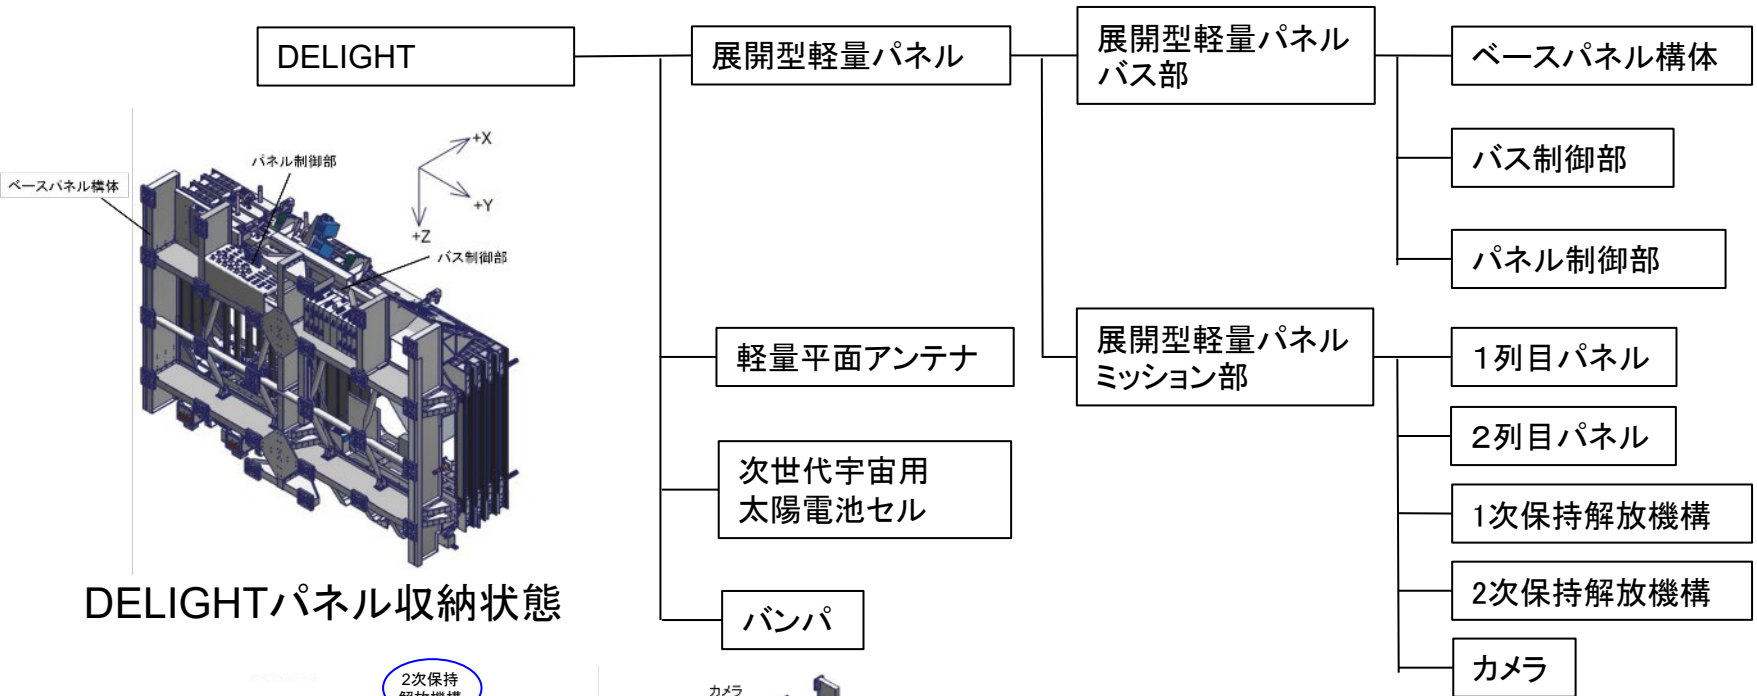 DELIGHT
展開型軽量パネル
展開型軽量パネル
バス部
ベースパネル構体
バス制御部
パネル制御部
展開型軽量パネル
ミッション部
1列目パネル
2列目パネル
1次保持解放機構
2次保持解放機構
カメラ
軽量平面アンテナ
次世代宇宙用
太陽電池セル
バンパ
+X
+Y
+Z
パネル制御部
ベースパネル構体
バス制御部
DELIGHTパネル収納状態
2次保持
解放機構
カメラ